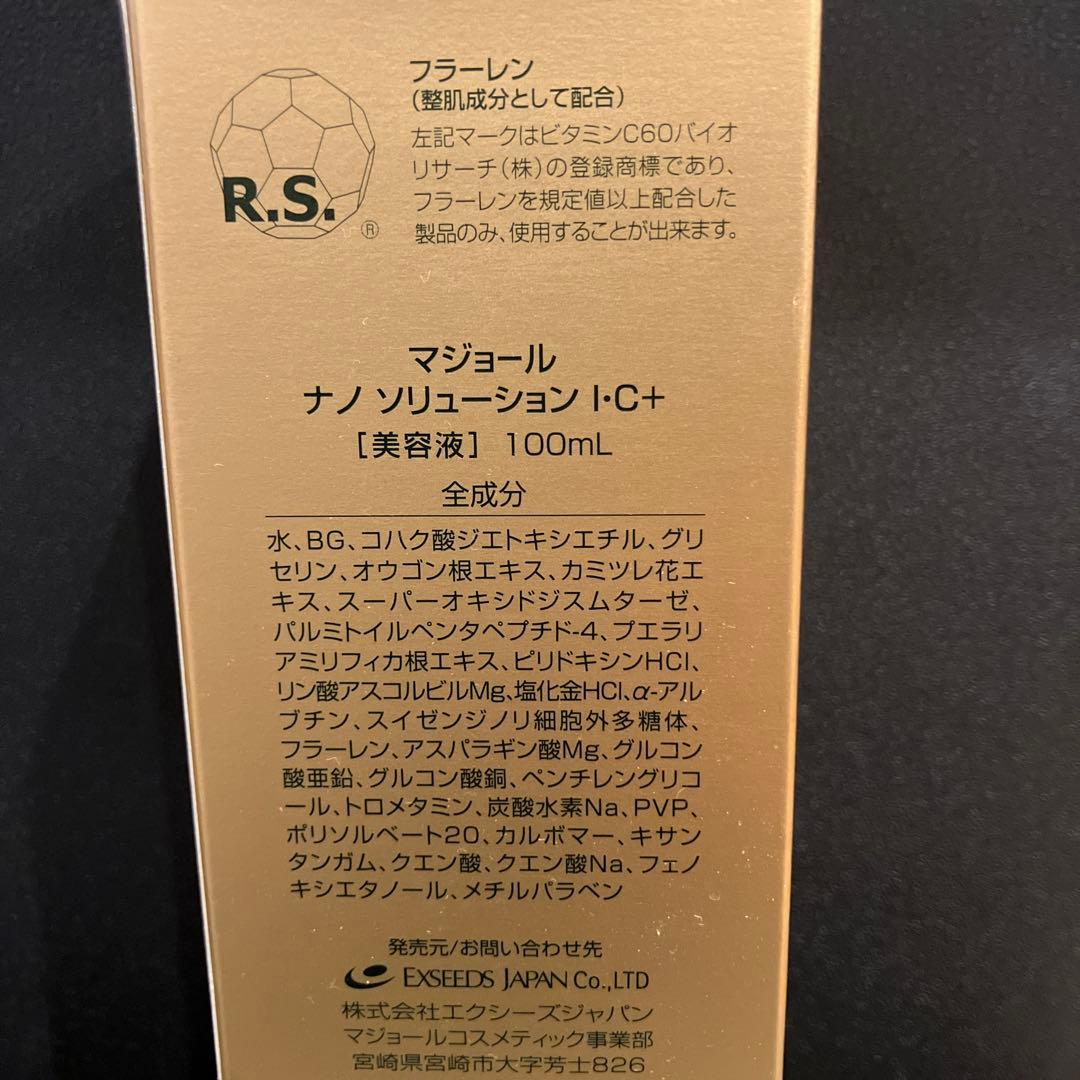 フラーレン
(整肌成分として配合)
左記マークはビタミンC60バイオ
リサーチ(株)の登録商標であり、
フラーレンを規定値以上配合した
製品のみ、使用することが出来ます。
R.S.
®
マジョール
ナノ ソリューション I・C+
[美容液] 100mL
全成分
水、BG、コハク酸ジエトキシエチル、グリ
セリン、オウゴン根エキス、カミツレ花エ
キス、スーパーオキシドジスムターゼ、
パルミトイルペンタペプチド-4、プエラリ
アミリフィカ根エキス、ピリドキシンHCl、
リン酸アスコルビルMg、塩化金HCl、α-アル
ブチン、スイゼンジノリ細胞外多糖体、
フラーレン、アスパラギン酸Mg、グルコン
酸亜鉛、グルコン酸銅、ペンチレングリコ
ール、トロメタミン、炭酸水素Na、PVP、
ポリソルベート20、カルボマー、キサン
タンガム、クエン酸、クエン酸Na、フェノ
キシエタノール、メチルパラベン
発売元/お問い合わせ先
EXSEEDS JAPAN Co.,LTD
株式会社エクシーズジャパン
マジョールコスメティック事業部
宮崎県宮崎市大字芳士826